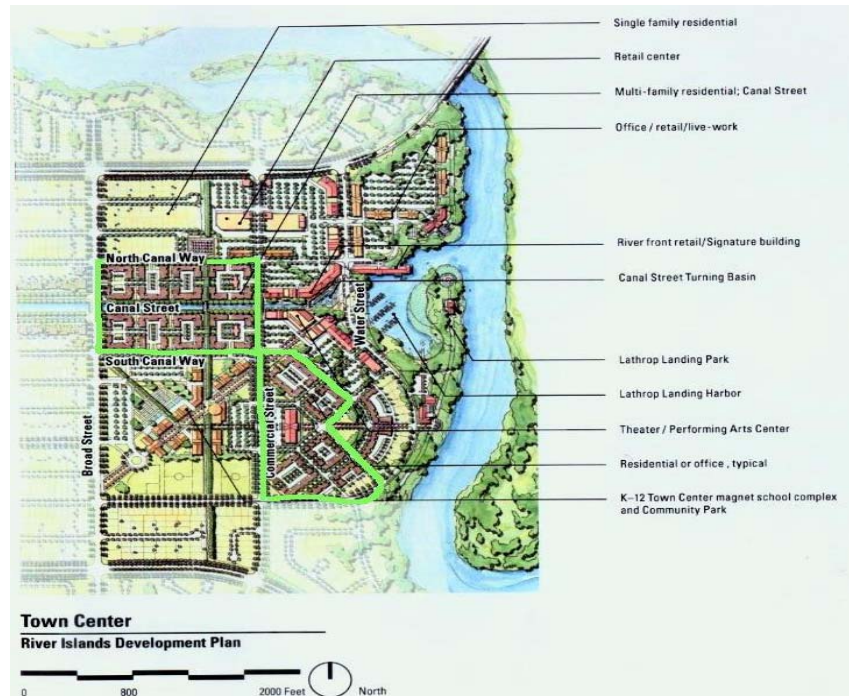 Single family residential
Retail center
Multi-family residential; Canal Street
Office / retail/live-work
River front retail/Signature building
Canal Street Turning Basin
Lathrop Landing Park
Lathrop Landing Harbor
Theater / Performing Arts Center
Residential or office , typical
K-12 Town Center magnet school complex
and Community Park
North Canal Way
Canal Street
South Canal Way
Water Street
Broad Street
Commercial Street
Town Center
River Islands Development Plan
0 800 2000 Feet North